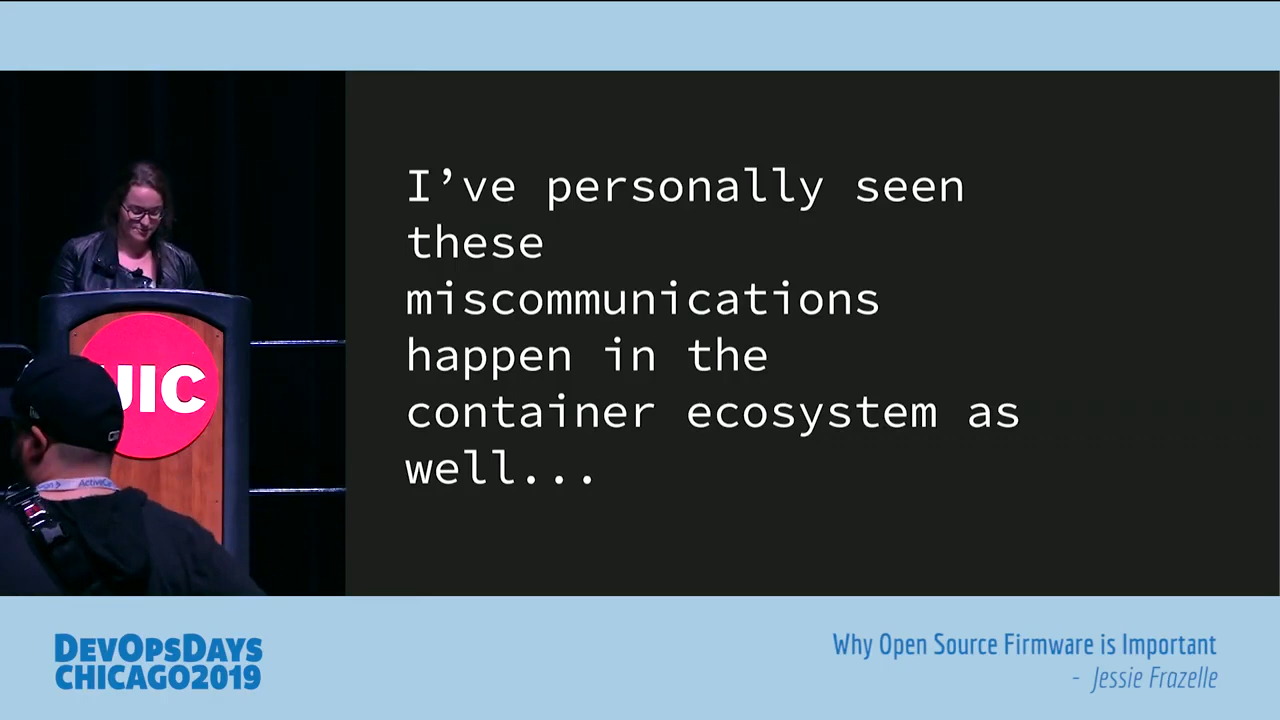 I’ve personally seen
these
miscommunications
happen in the
container ecosystem as
well...
UIC
DEVOPSDAYS
CHICAGO2019
Why Open Source Firmware is Important
- Jessie Frazelle